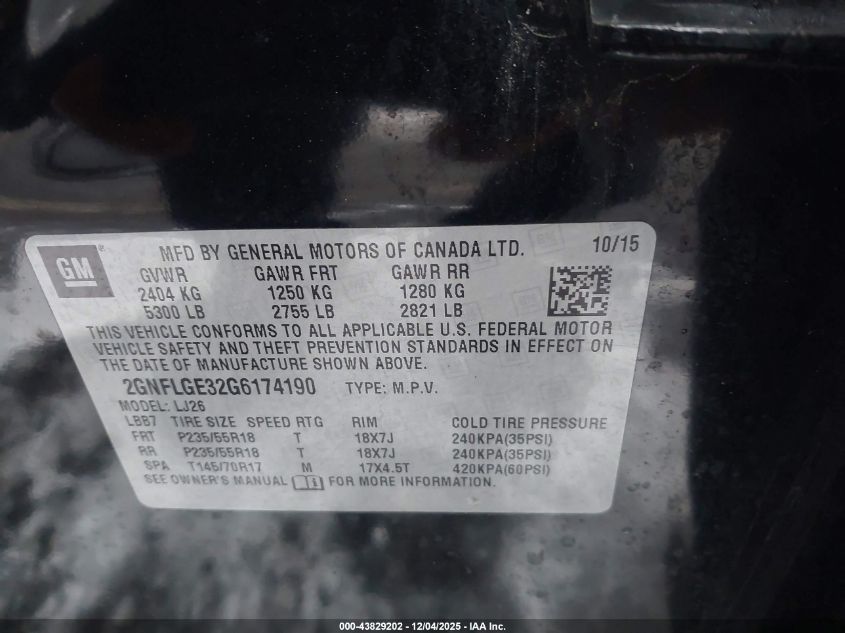 GM
®
MFD BY GENERAL MOTORS OF CANADA LTD. 10/15
GVWR GAWR FRT GAWR RR
2404 KG 1250 KG 1280 KG
5300 LB 2755 LB 2821 LB
THIS VEHICLE CONFORMS TO ALL APPLICABLE U.S. FEDERAL MOTOR
VEHICLE SAFETY AND THEFT PREVENTION STANDARDS IN EFFECT ON
THE DATE OF MANUFACTURE SHOWN ABOVE.
2GNFLGE32G6174190 TYPE: M.P.V.
MODEL: LJ26
LBB7 TIRE SIZE SPEED RTG RIM COLD TIRE PRESSURE
FRT P235/55R18 T 18X7J 240KPA(35PSI)
RR P235/55R18 T 18X7J 240KPA(35PSI)
SPA T145/70R17 M 17X4.5T 420KPA(60PSI)
SEE OWNER'S MANUAL FOR MORE INFORMATION.
000-43829202 - 12/04/2025 - IAA Inc.